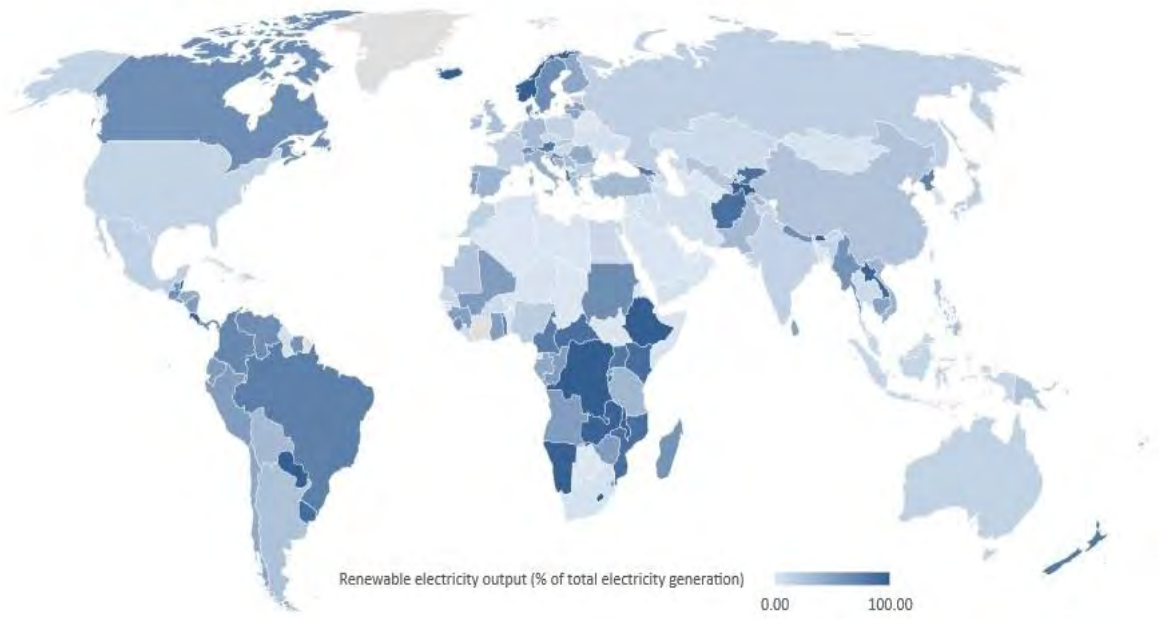 Renewable electricity output (% of total electricity generation)
0.00 100.00